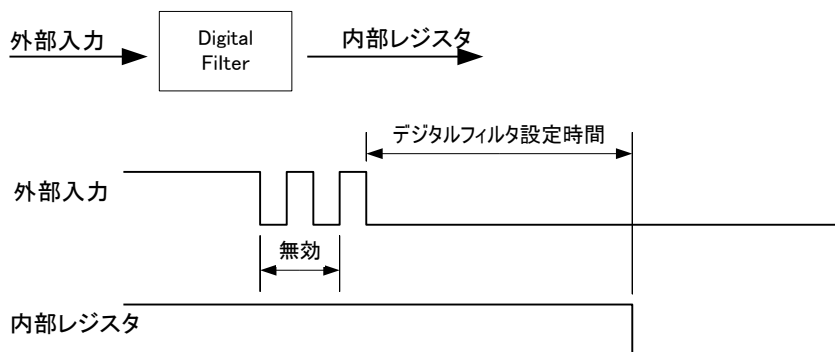 外部入力
Digital
Filter
内部レジスタ
デジタルフィルタ設定時間
外部入力
無効
内部レジスタ